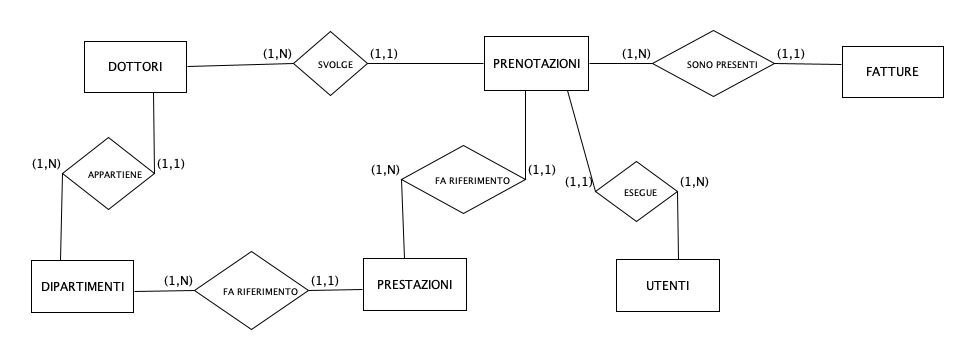 (1,N)
(1,1)
(1,N)
(1,1)
DOTTORI
SVOLGE
PRENOTAZIONI
SONO PRESENTI
FATTURE
(1,N)
APPARTIENE
(1,1)
(1,N)
FA RIFERIMENTO
(1,1)
(1,1)
ESEGUE
(1,N)
DIPARTIMENTI
(1,N)
FA RIFERIMENTO
(1,1)
PRESTAZIONI
UTENTI